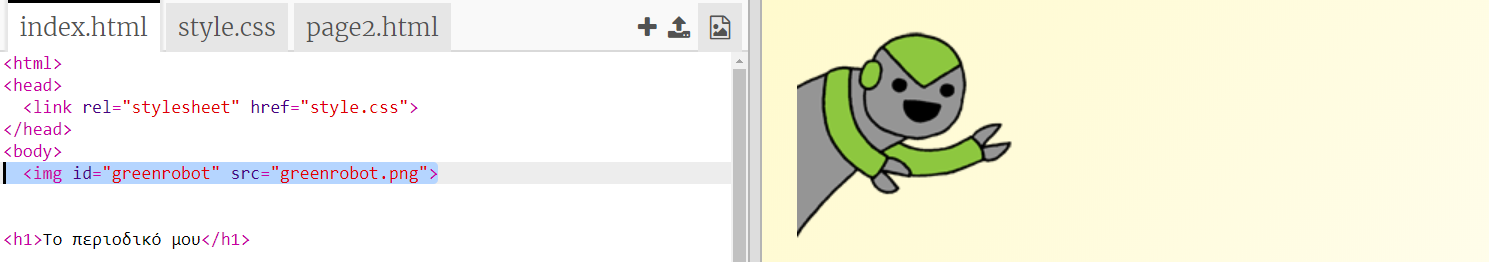 index.html style.css page2.html
<html>
<head>
<link rel="stylesheet" href="style.css">
</head>
<body>
<img id="greenrobot" src="greenrobot.png">
<h1>Το περιοδικό μου</h1>